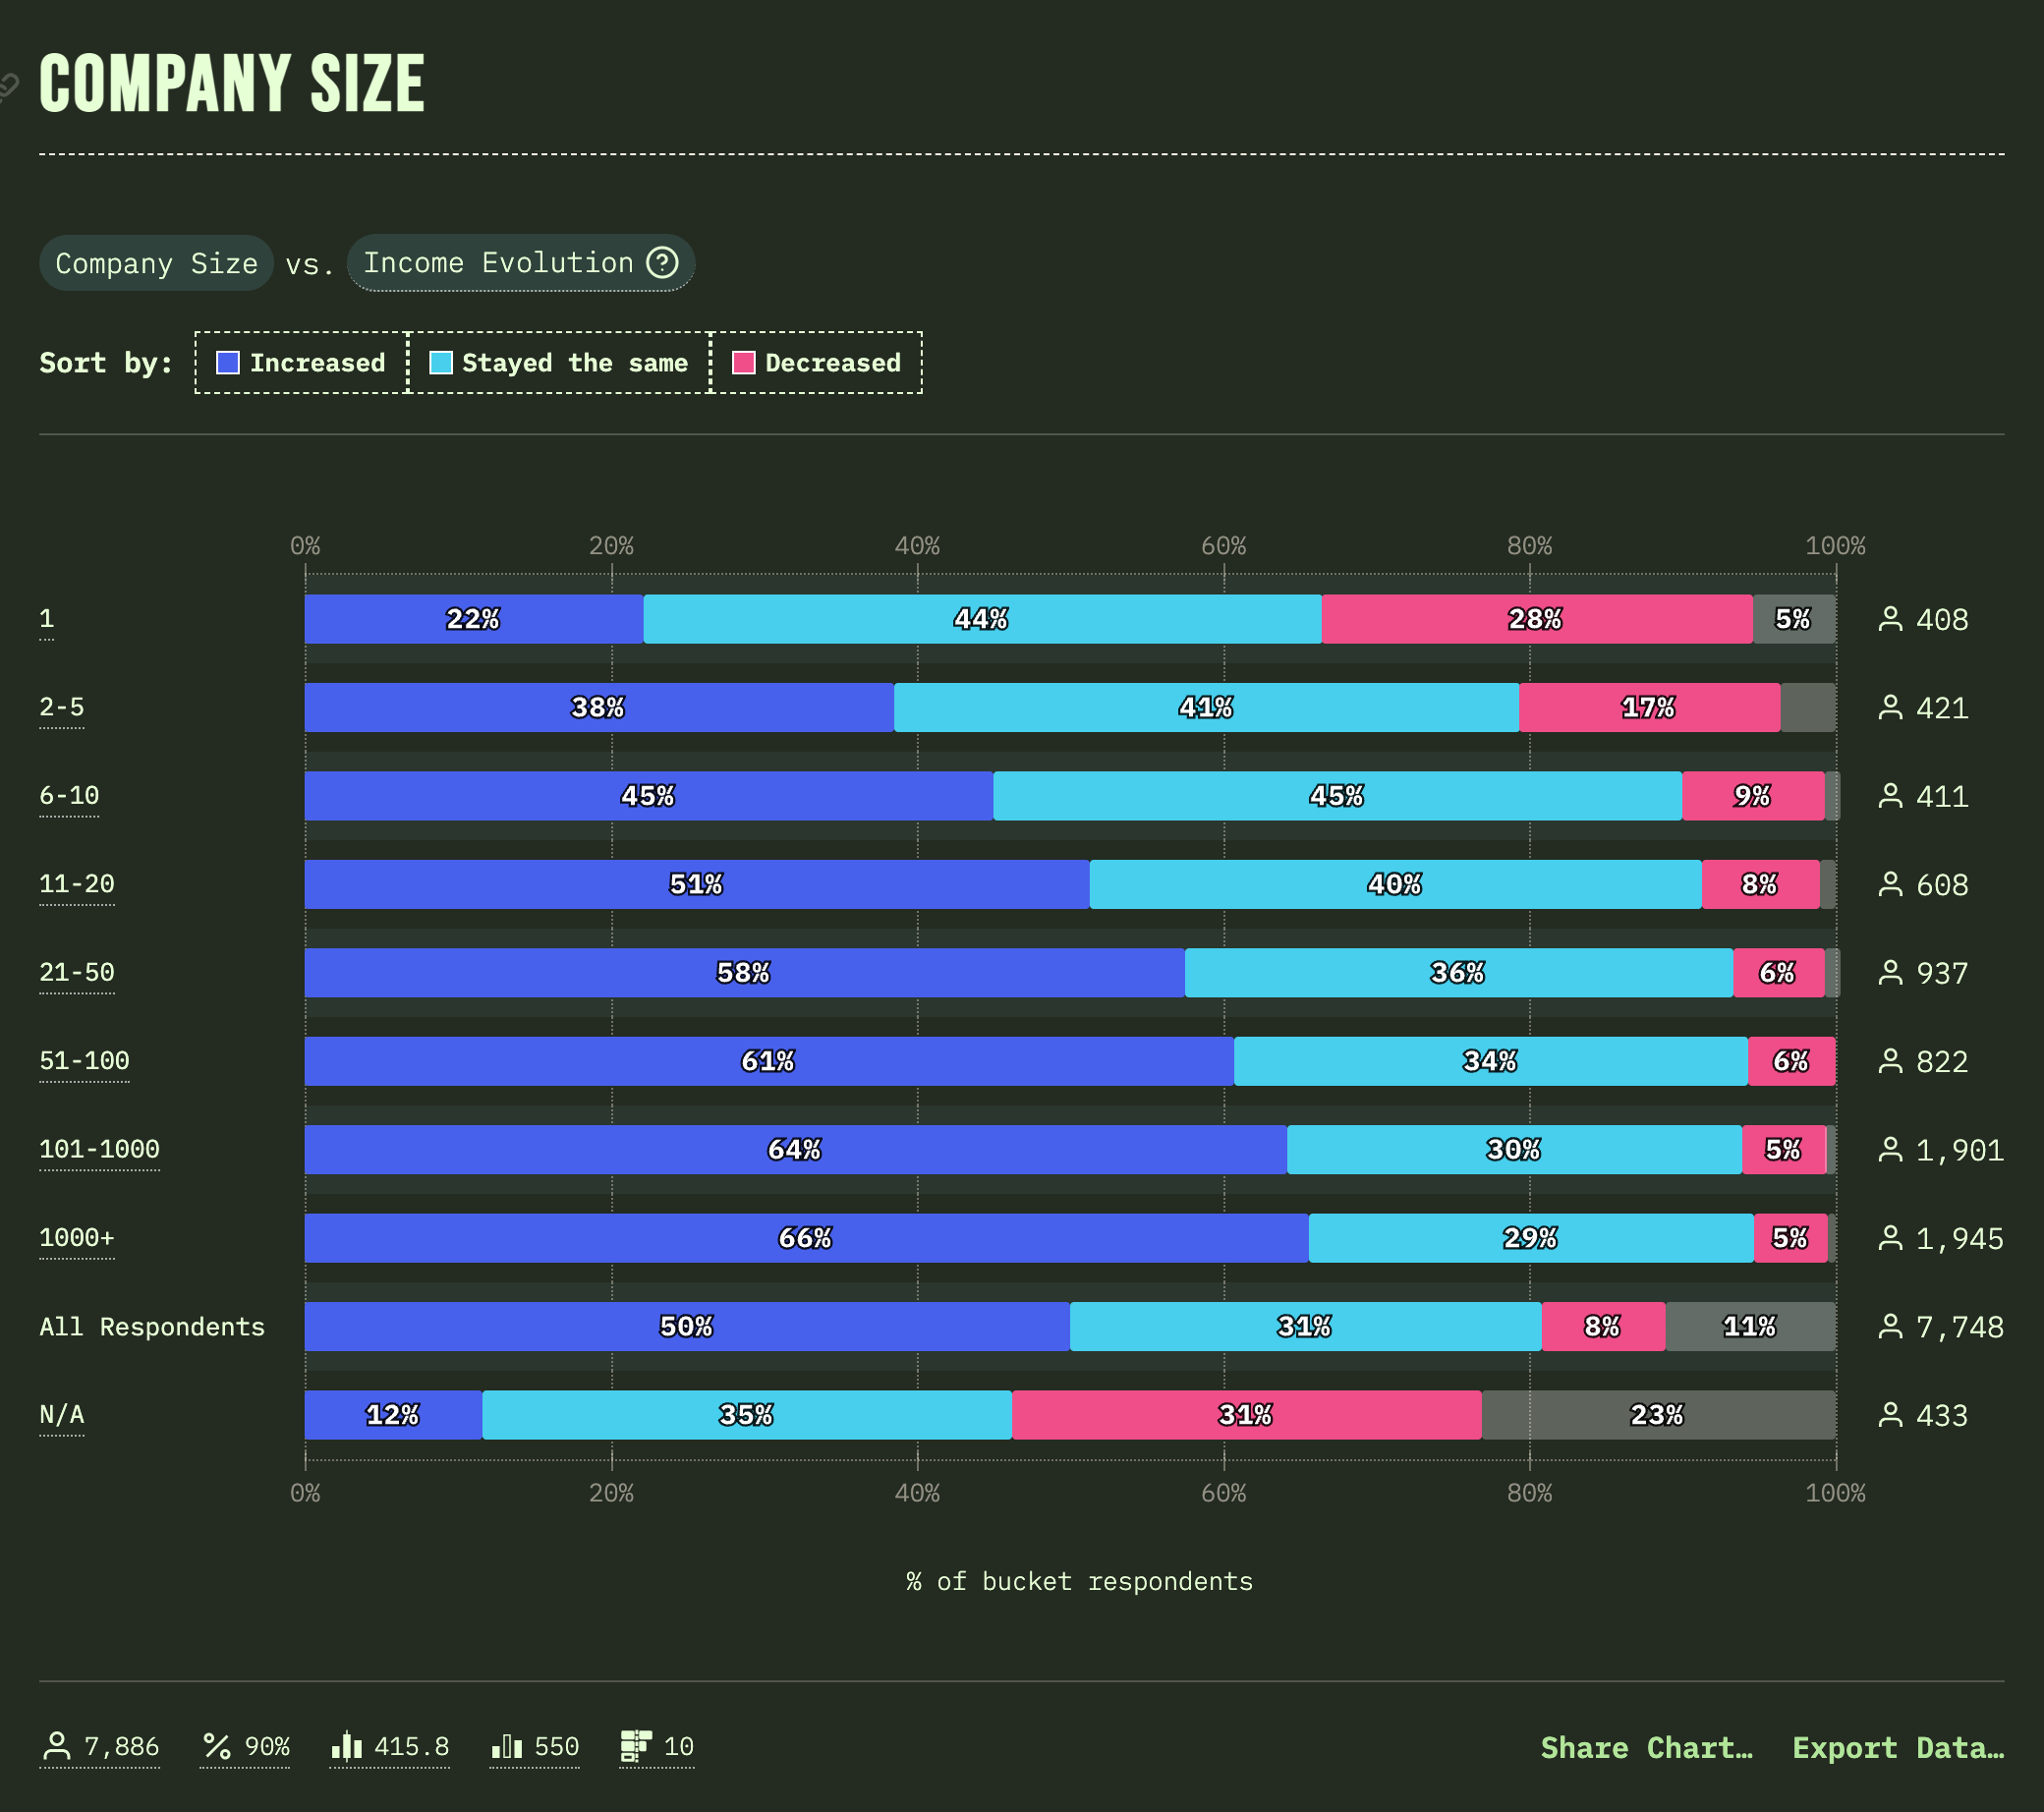 COMPANY SIZE
Company Size vs. Income Evolution ?
Sort by: Increased Stayed the same Decreased
0% 20% 40% 60% 80% 100%
1 22% 44% 28% 5% 408
2-5 38% 41% 17% 421
6-10 45% 45% 9% 411
11-20 51% 40% 8% 608
21-50 58% 36% 6% 937
51-100 61% 34% 6% 822
101-1000 64% 30% 5% 1,901
1000+ 66% 29% 5% 1,945
All Respondents 50% 31% 8% 11% 7,748
N/A 12% 35% 31% 23% 433
0% 20% 40% 60% 80% 100%
% of bucket respondents
7,886 % 90% 415.8 550 10 Share Chart… Export Data…